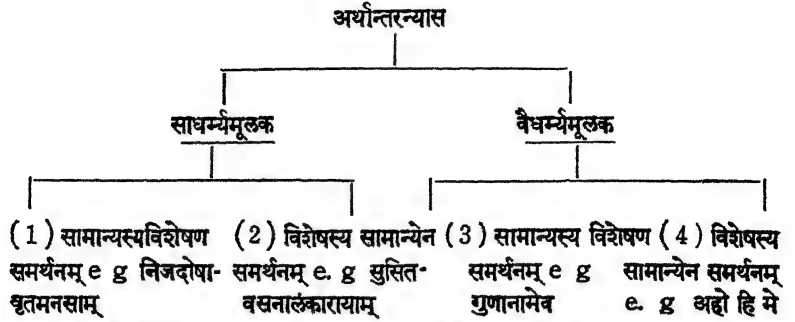 अर्थान्तरन्यास
साधर्म्यमूलक वैधर्म्यमूलक
(1) सामान्यस्यविशेषण (2) विशेषस्य सामान्येन (3) सामान्यस्य विशेषण (4) विशेषस्य
समर्थनम् e g निजदोषा- समर्थनम् e. g सुसित- समर्थनम् e g सामान्येन समर्थनम्
वृतमनसाम् वसनालंकारायाम् गुणानामेव e. g अहो हि मे